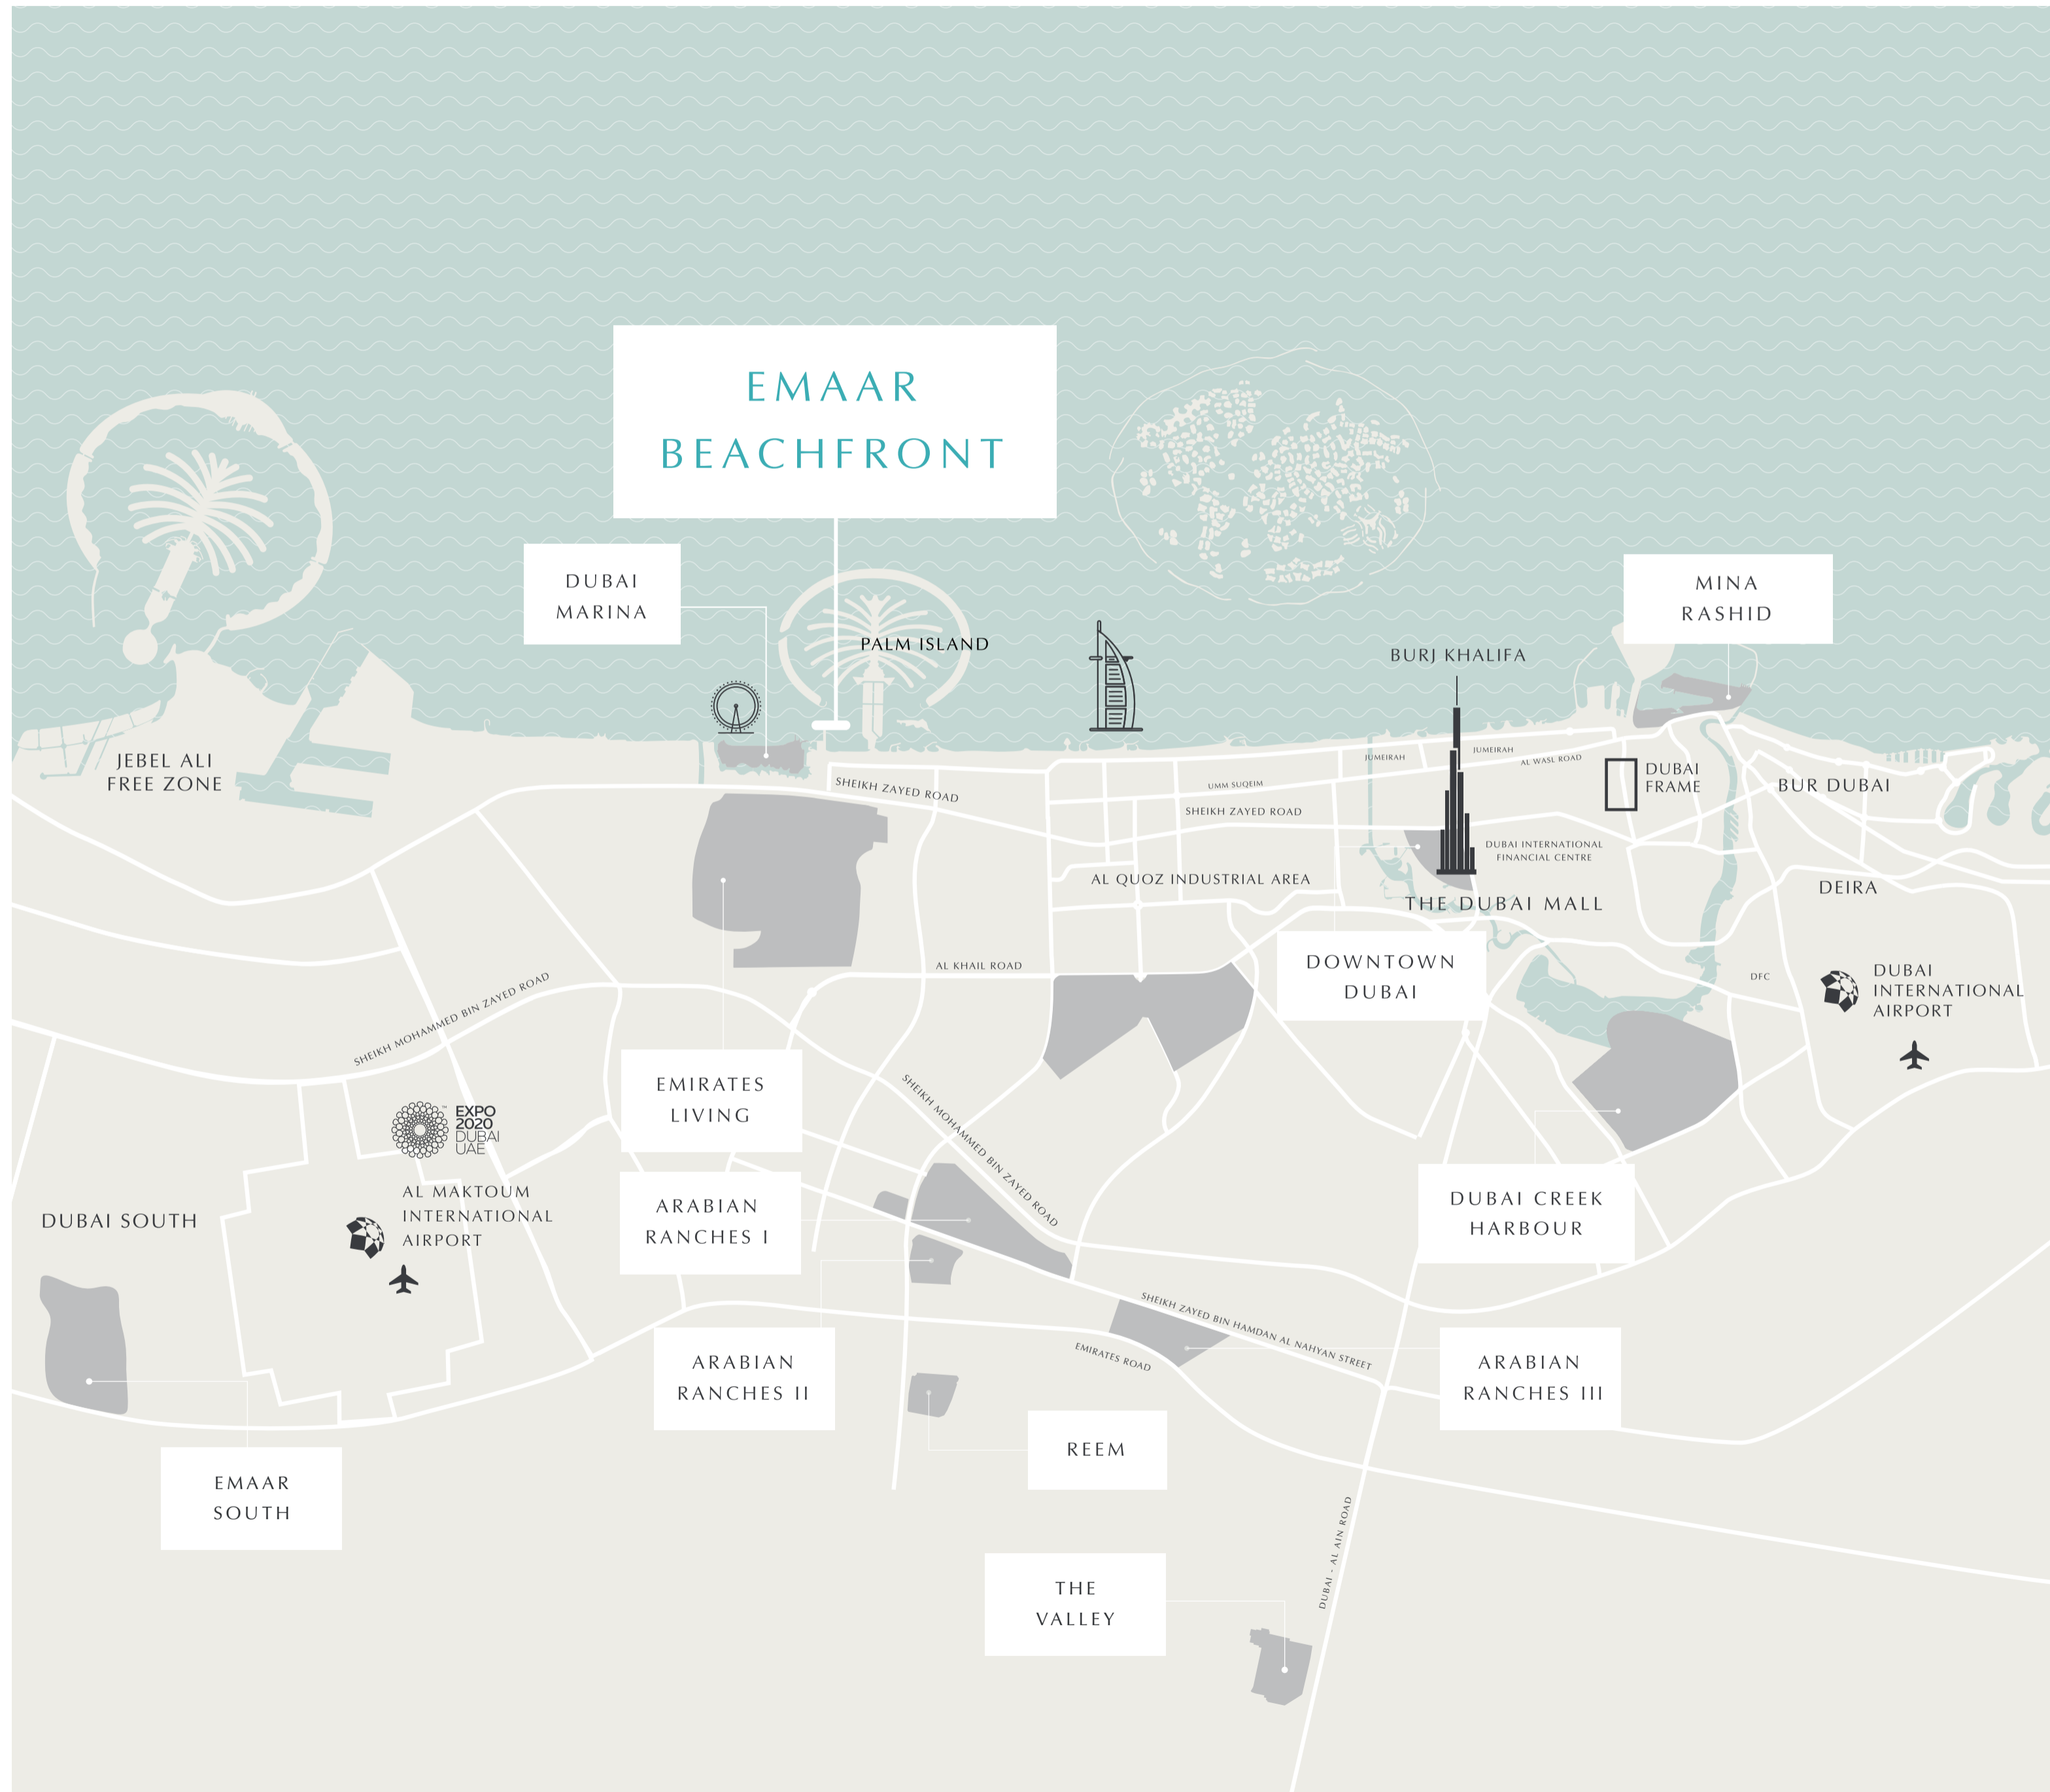 EMAAR
BEACHFRONT
DUBAI
MARINA
MINA
RASHID
PALM ISLAND
BURJ KHALIFA
JEBEL ALI
FREE ZONE
SHEIKH ZAYED ROAD
UMM SUQEIM
SHEIKH ZAYED ROAD
JUMEIRAH
JUMEIRAH
AL WASL ROAD
DUBAI
FRAME
BUR DUBAI
DUBAI INTERNATIONAL
FINANCIAL CENTRE
AL QUOZ INDUSTRIAL AREA
THE DUBAI MALL
DEIRA
AL KHAIL ROAD
DOWNTOWN
DUBAI
DFC
DUBAI
INTERNATIONAL
AIRPORT
SHEIKH MOHAMMED BIN ZAYED ROAD
EMIRATES
LIVING
SHEIKH MOHAMMED BIN ZAYED ROAD
EXPO
2020
DUBAI
UAE
™
AL MAKTOUM
INTERNATIONAL
AIRPORT
DUBAI SOUTH
ARABIAN
RANCHES I
DUBAI CREEK
HARBOUR
SHEIKH ZAYED BIN HAMDAN AL NAHYAN STREET
EMIRATES ROAD
ARABIAN
RANCHES II
ARABIAN
RANCHES III
REEM
EMAAR
SOUTH
DUBAI - AL AIN ROAD
THE
VALLEY